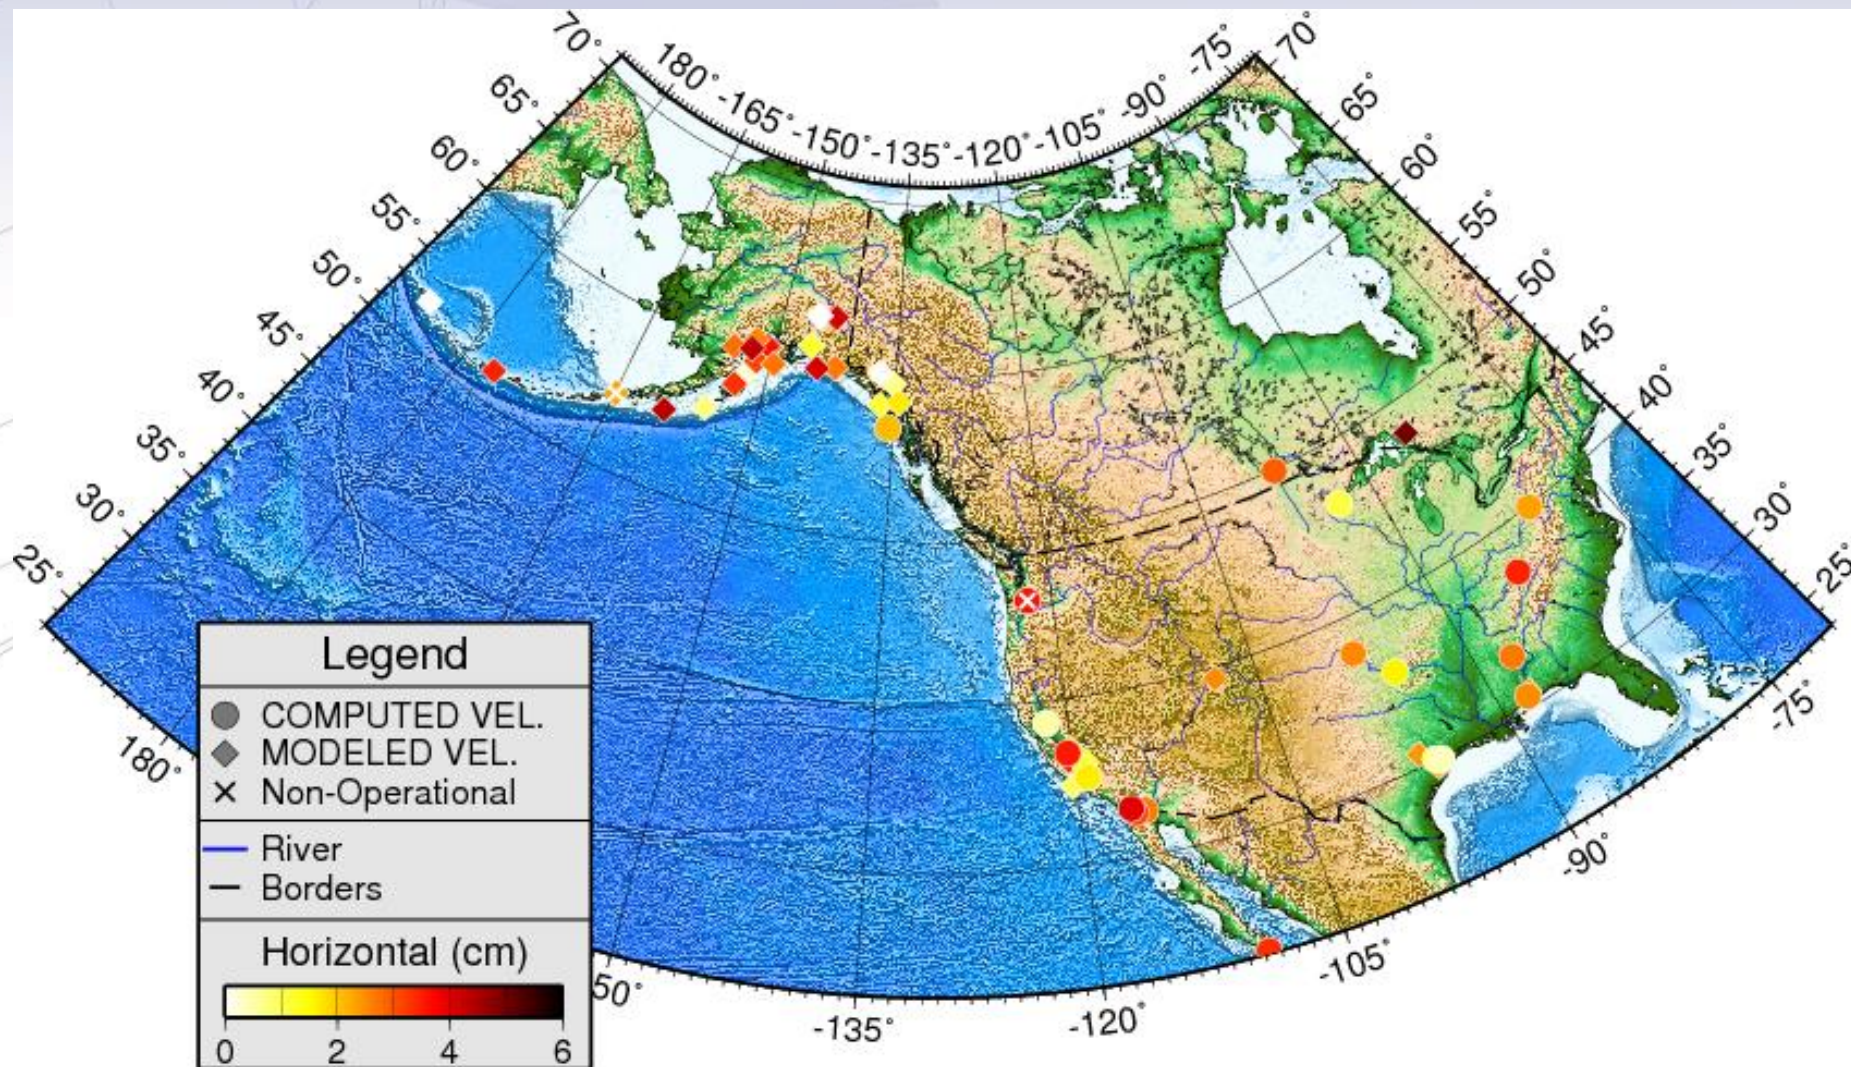 70° 180° -165° -150° -135° -120° -105° -90° -75° 70°
65° 65°
60° 60°
55° 55°
50° 50°
45° 45°
40° 40°
35° 35°
30° 30°
25° 25°
180° -75°
Legend
COMPUTED VEL.
MODELED VEL.
Non-Operational
River
Borders
Horizontal (cm)
0 2 4 6
50° -135° -120° -105° -90°